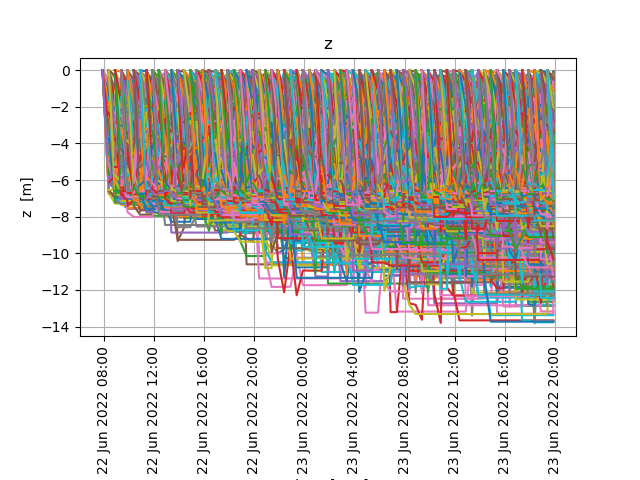 z
0
−2
−4
−6
−8
−10
−12
−14
z [m]
22 Jun 2022 08:00
22 Jun 2022 12:00
22 Jun 2022 16:00
22 Jun 2022 20:00
23 Jun 2022 00:00
23 Jun 2022 04:00
23 Jun 2022 08:00
23 Jun 2022 12:00
23 Jun 2022 16:00
23 Jun 2022 20:00